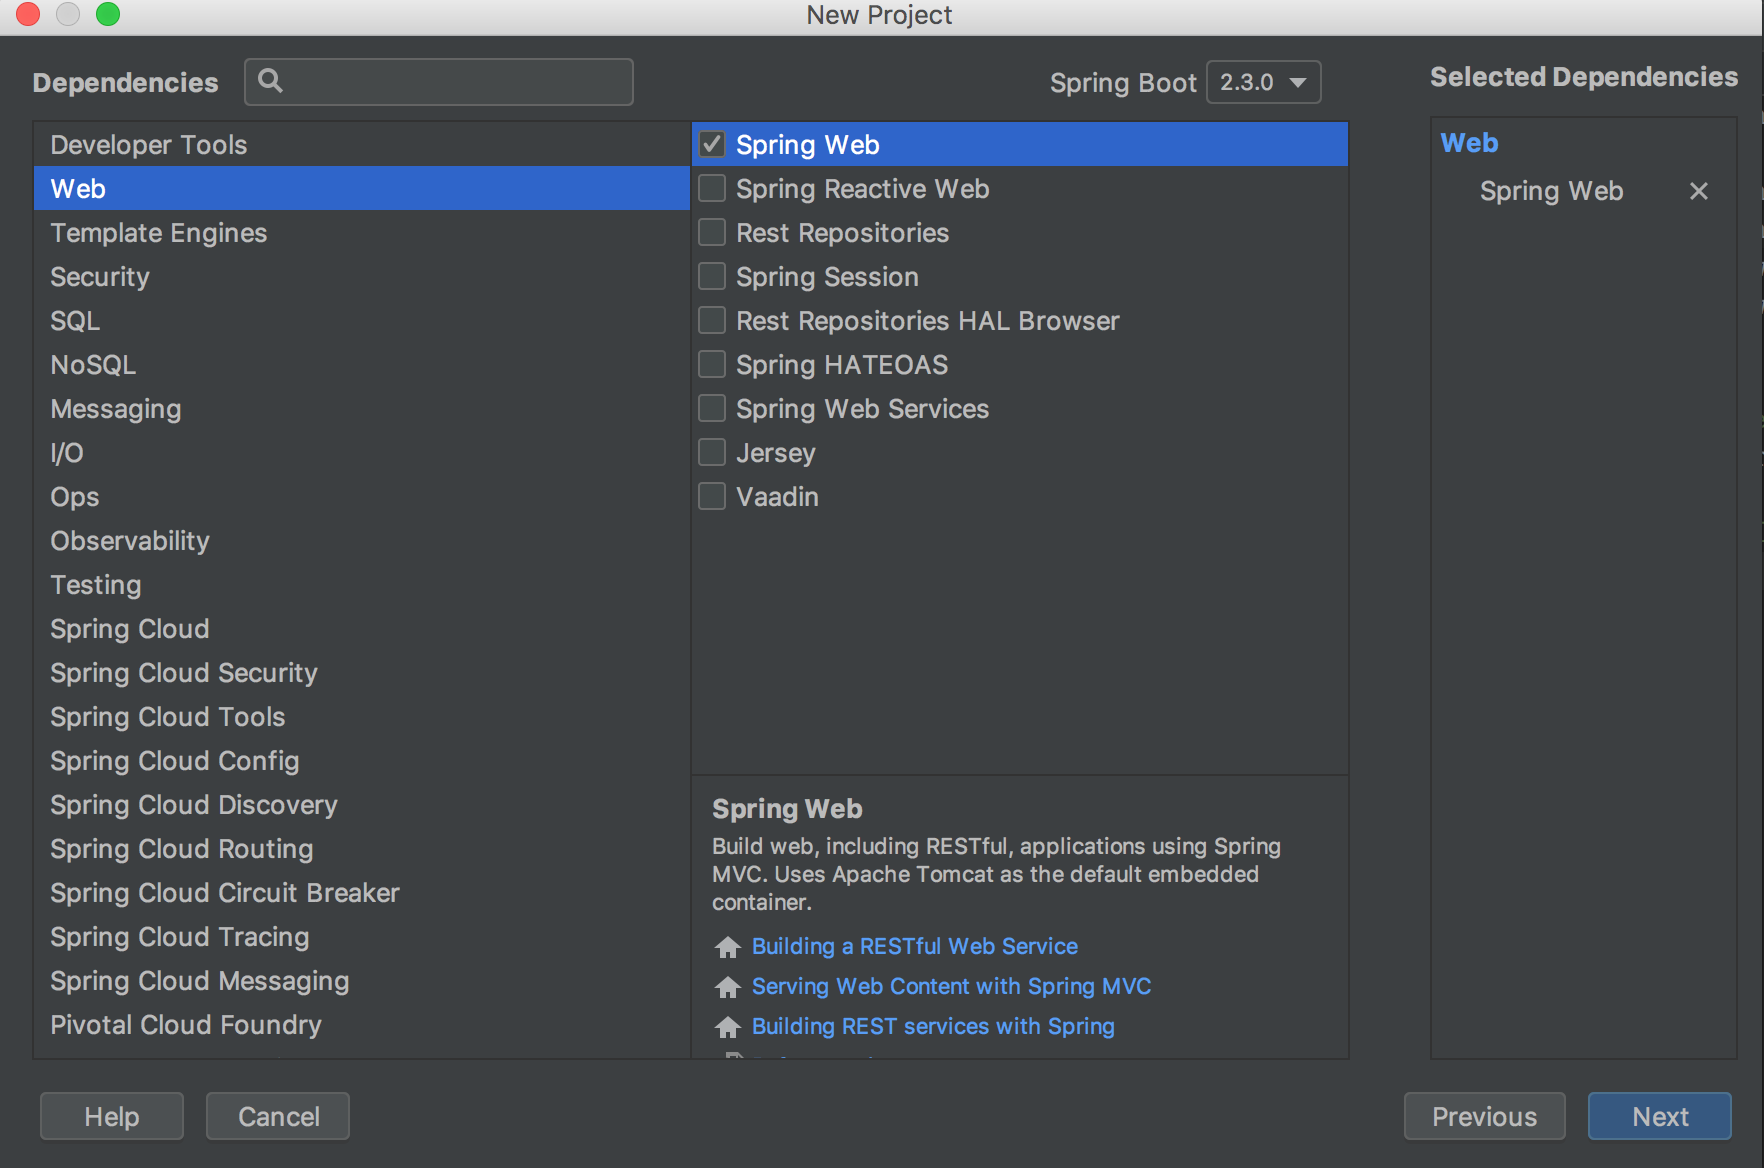 New Project
Dependencies
Spring Boot 2.3.0
Selected Dependencies
Developer Tools
Web
Template Engines
Security
SQL
NoSQL
Messaging
I/O
Ops
Observability
Testing
Spring Cloud
Spring Cloud Security
Spring Cloud Tools
Spring Cloud Config
Spring Cloud Discovery
Spring Cloud Routing
Spring Cloud Circuit Breaker
Spring Cloud Tracing
Spring Cloud Messaging
Pivotal Cloud Foundry
Spring Web
Spring Reactive Web
Rest Repositories
Spring Session
Rest Repositories HAL Browser
Spring HATEOAS
Spring Web Services
Jersey
Vaadin
Spring Web
Build web, including RESTful, applications using Spring
MVC. Uses Apache Tomcat as the default embedded
container.
Building a RESTful Web Service
Serving Web Content with Spring MVC
Building REST services with Spring
Web
Spring Web
Help
Cancel
Previous
Next